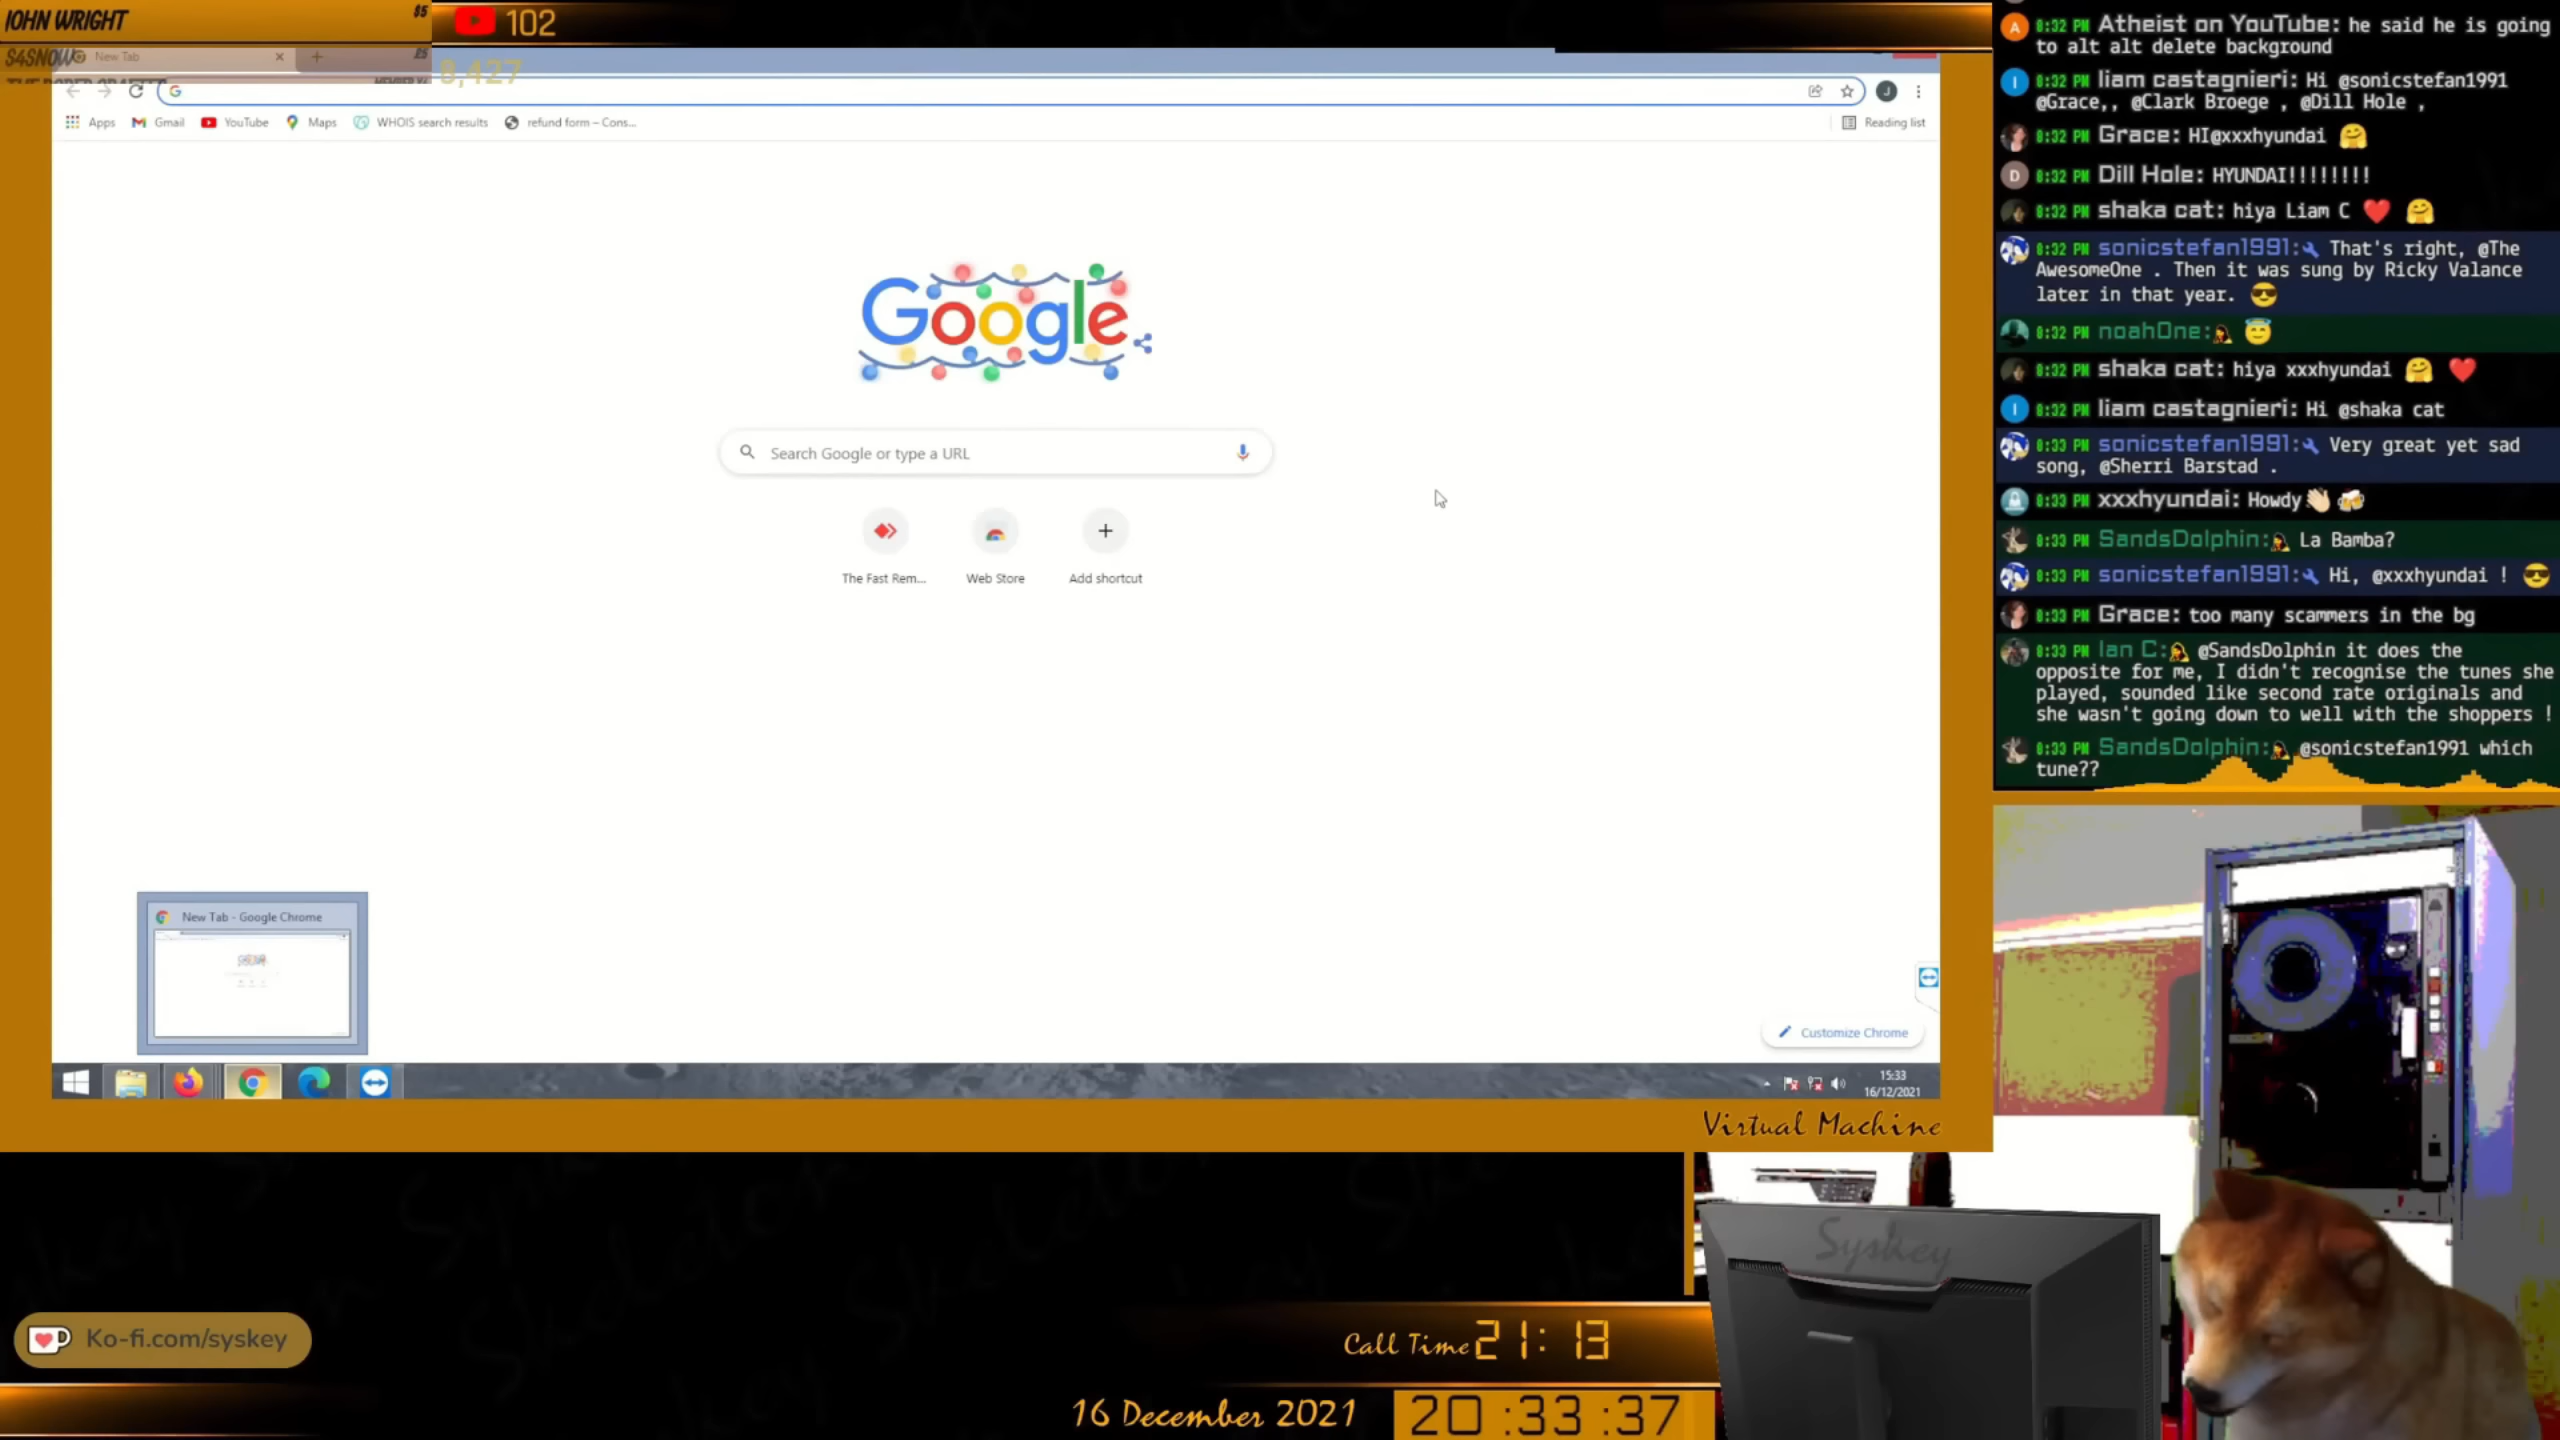 IOHN WRIGHT $5
102
S4SNOW
New Tab
8,427
Apps Gmail YouTube Maps WHOIS search results refund form – Cons...
Reading list
Google
Search Google or type a URL
The Fast Rem...
Web Store
Add shortcut
New Tab - Google Chrome
Customize Chrome
15:33
16/12/2021
Virtual Machine
8:32 PM Atheist on YouTube: he said he is going
to alt alt delete background
8:32 PM liam castagnieri: Hi @sonicstefan1991
@Grace,, @Clark Broege , @Dill Hole ,
8:32 PM Grace: HI@xxxhyundai 🤗
8:32 PM Dill Hole: HYUNDAI!!!!!!!!
8:32 PM shaka cat: hiya Liam C ❤️ 🤗
8:32 PM sonicstefan1991: That's right, @The
AwesomeOne . Then it was sung by Ricky Valance
later in that year. 😎
8:32 PM noahOne: 😇
8:32 PM shaka cat: hiya xxxhyundai 🤗 ❤️
8:32 PM liam castagnieri: Hi @shaka cat
8:33 PM sonicstefan1991: Very great yet sad
song, @Sherri Barstad .
8:33 PM xxxhyundai: Howdy👋🏻 🍻
8:33 PM SandsDolphin: La Bamba?
8:33 PM sonicstefan1991: Hi, @xxxhyundai ! 😎
8:33 PM Grace: too many scammers in the bg
8:33 PM Ian C: @SandsDolphin it does the
opposite for me, I didn't recognise the tunes she
played, sounded like second rate originals and
she wasn't going down to well with the shoppers !
8:33 PM SandsDolphin: @sonicstefan1991 which
tune??
Syskey
Ko-fi.com/syskey
Call Time 21:13
16 December 2021 20:33:37